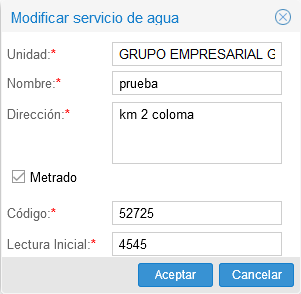 Modificar servicio de agua
Unidad:* GRUPO EMPRESARIAL G
Nombre:* prueba
Dirección:* km 2 coloma
Metrado
Código:* 52725
Lectura Inicial:* 4545
Aceptar Cancelar